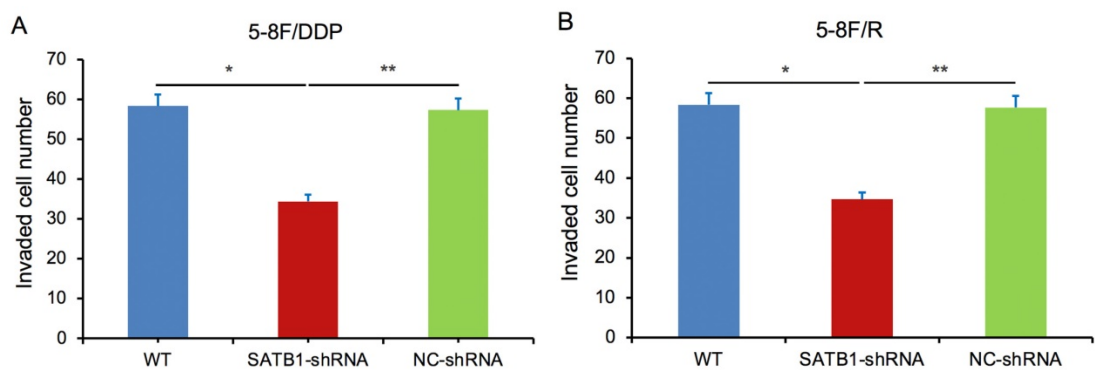 A
5-8F/DDP
Invaded cell number
70
60
50
40
30
20
10
0
*
**
WT
SATB1-shRNA
NC-shRNA
B
5-8F/R
Invaded cell number
70
60
50
40
30
20
10
0
*
**
WT
SATB1-shRNA
NC-shRNA